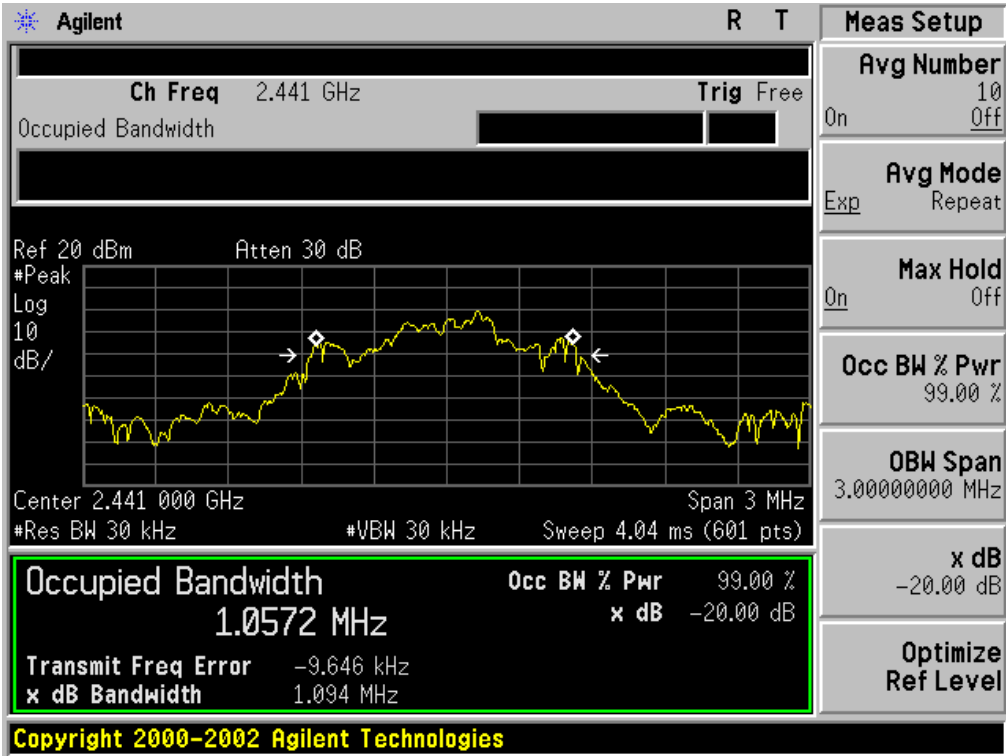 Agilent R T
Ch Freq 2.441 GHz Trig Free
Occupied Bandwidth
Ref 20 dBm Atten 30 dB
#Peak
Log
10
dB/
Center 2.441 000 GHz Span 3 MHz
#Res BW 30 kHz #VBW 30 kHz Sweep 4.04 ms (601 pts)
Occupied Bandwidth
1.0572 MHz
Occ BW % Pwr 99.00 %
x dB -20.00 dB
Transmit Freq Error -9.646 kHz
x dB Bandwidth 1.094 MHz
Copyright 2000-2002 Agilent Technologies
Meas Setup
Avg Number
10
On Off
Avg Mode
Exp Repeat
Max Hold
On Off
Occ BW % Pwr
99.00 %
OBW Span
3.00000000 MHz
x dB
-20.00 dB
Optimize
Ref Level